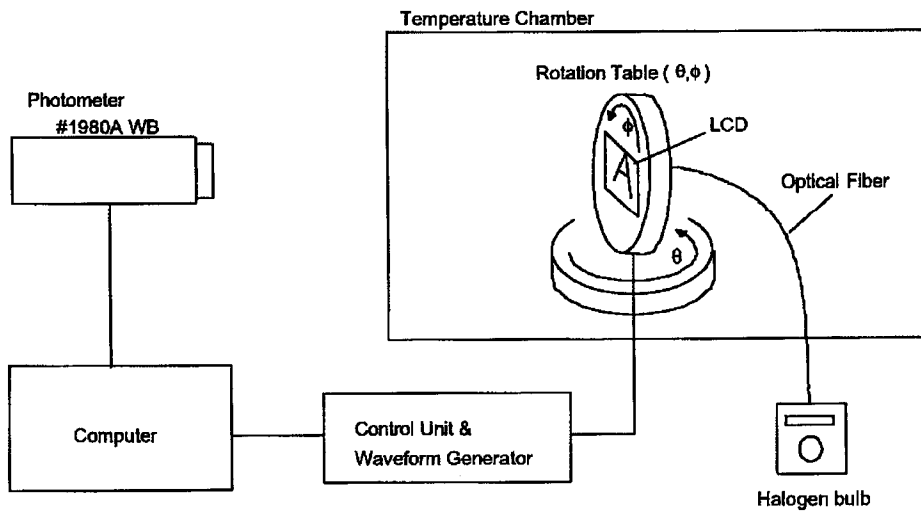 Temperature Chamber
Rotation Table ( θ,ϕ)
Photometer
#1980A WB
ϕ
LCD
A
Optical Fiber
θ
Computer
Control Unit &
Waveform Generator
Halogen bulb